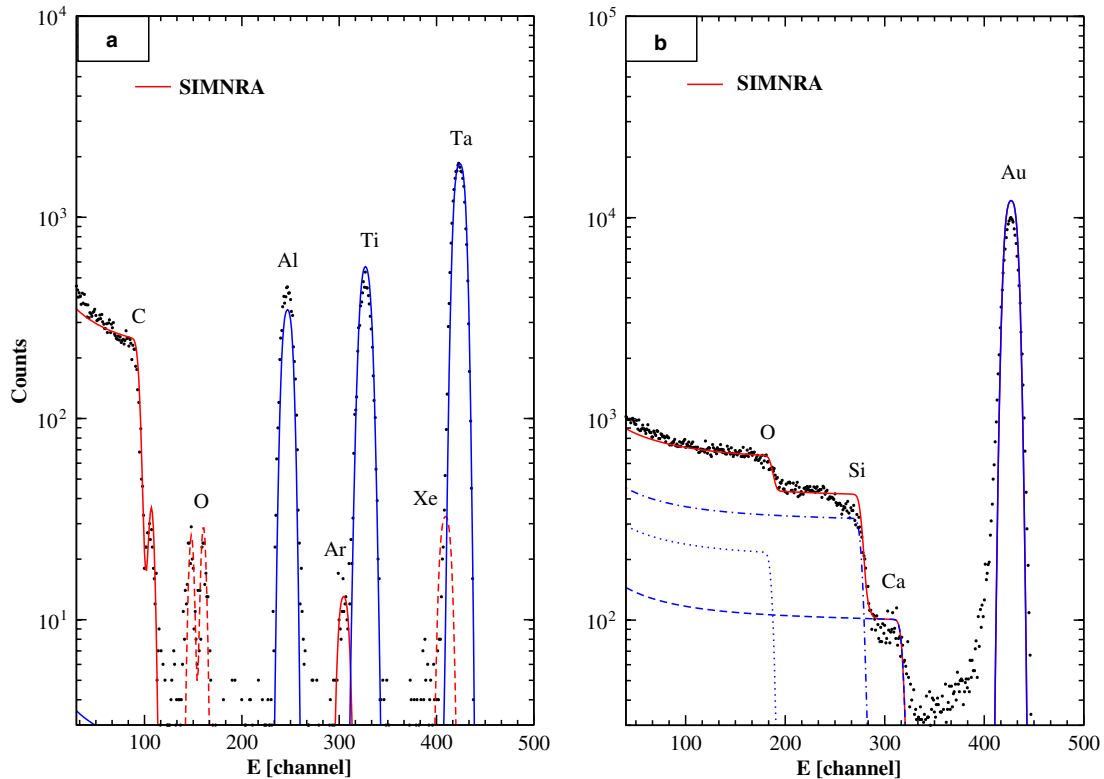 a
SIMNRA
C
O
Al
Ar
Ti
Xe
Ta
10^4
10^3
10^2
10^1
Counts
100
200
300
400
500
E [channel]
b
SIMNRA
O
Si
Ca
Au
10^5
10^4
10^3
10^2
100
200
300
400
500
E [channel]